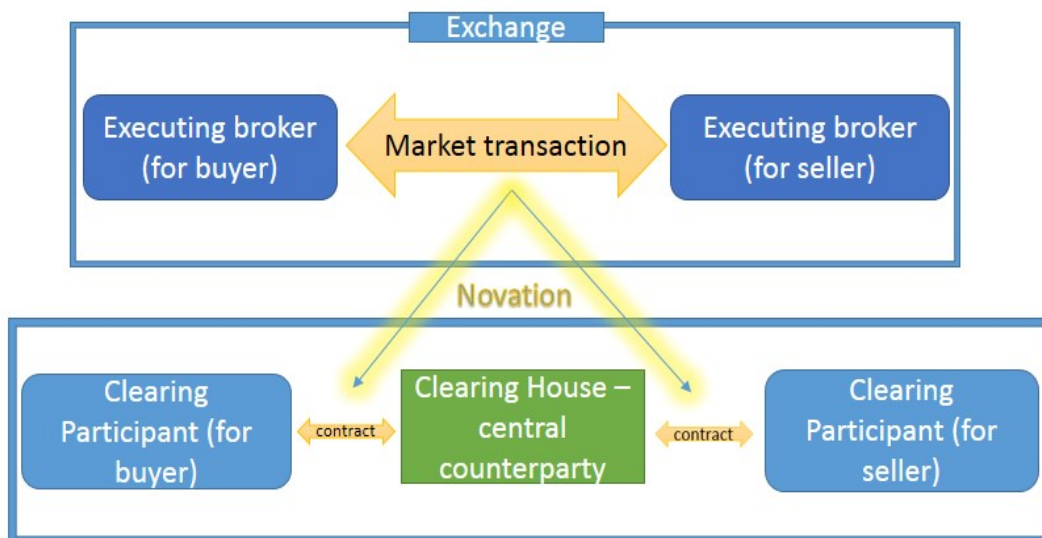 Exchange
Executing broker
(for buyer)
Market transaction
Executing broker
(for seller)
Novation
Clearing
Participant (for
buyer)
contract
Clearing House –
central
counterparty
contract
Clearing
Participant (for
seller)